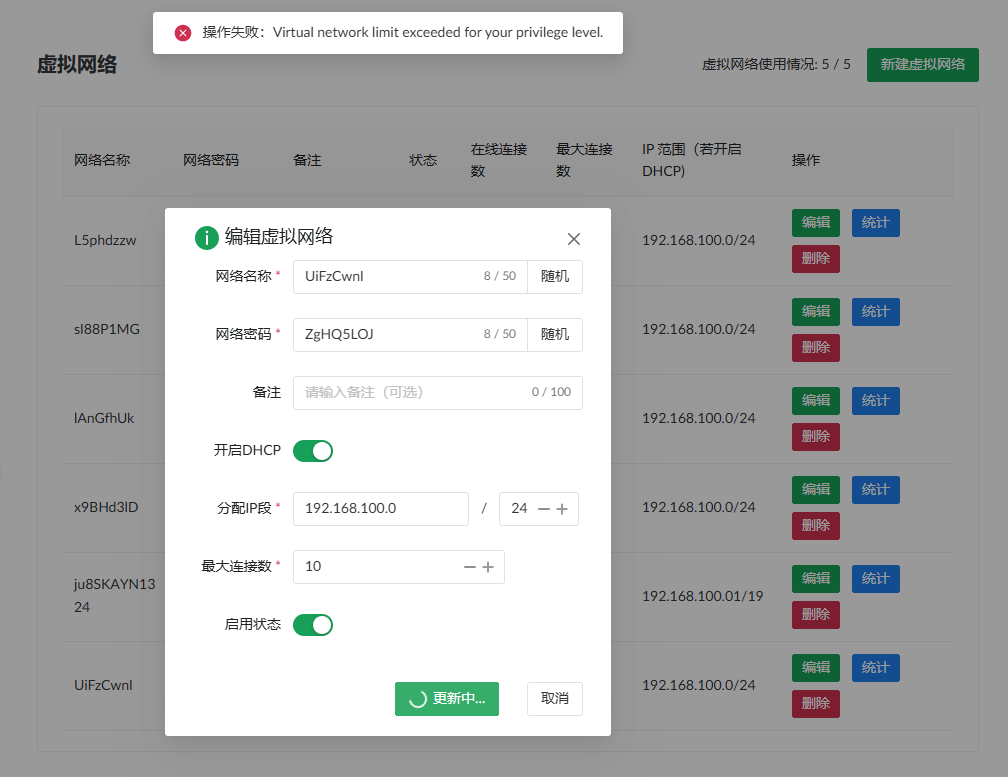 操作失败：Virtual network limit exceeded for your privilege level.
虚拟网络
虚拟网络使用情况: 5 / 5
新建虚拟网络
网络名称 网络密码 备注 状态 在线连接数 最大连接数 IP 范围（若开启 DHCP) 操作
L5phdzzw 192.168.100.0/24 编辑 统计
删除
sI88P1MG 192.168.100.0/24 编辑 统计
删除
lAnGfhUk 192.168.100.0/24 编辑 统计
删除
x9BHd3lD 192.168.100.0/24 编辑 统计
删除
ju8SKAYN13
24 192.168.100.01/19 编辑 统计
删除
UiFzCwnl 192.168.100.0/24 编辑 统计
删除
编辑虚拟网络
网络名称 * UiFzCwnl 8 / 50 随机
网络密码 * ZgHQ5LOJ 8 / 50 随机
备注 请输入备注（可选） 0 / 100
开启DHCP
分配IP段 * 192.168.100.0 / 24
最大连接数 * 10
启用状态
更新中... 取消